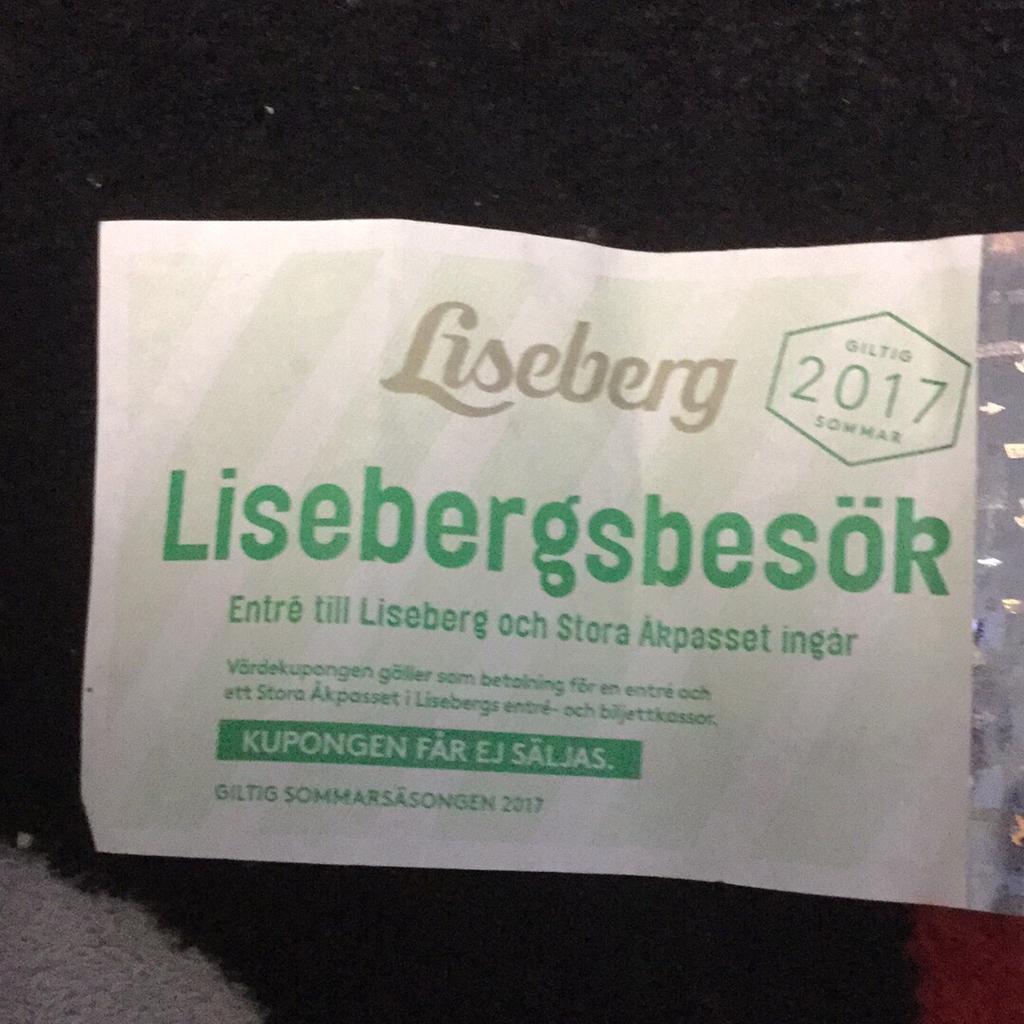 Liseberg
GILTIG
2017
SOMMAR
Lisebergsbesök
Entré till Liseberg och Stora Åkpasset ingår
Värdekupongen gäller som betalning för en entré och
ett Stora Åkpasset i Lisebergs entré- och biljettkassor.
KUPONGEN FÅR EJ SÄLJAS.
GILTIG SOMMARSÄSONGEN 2017